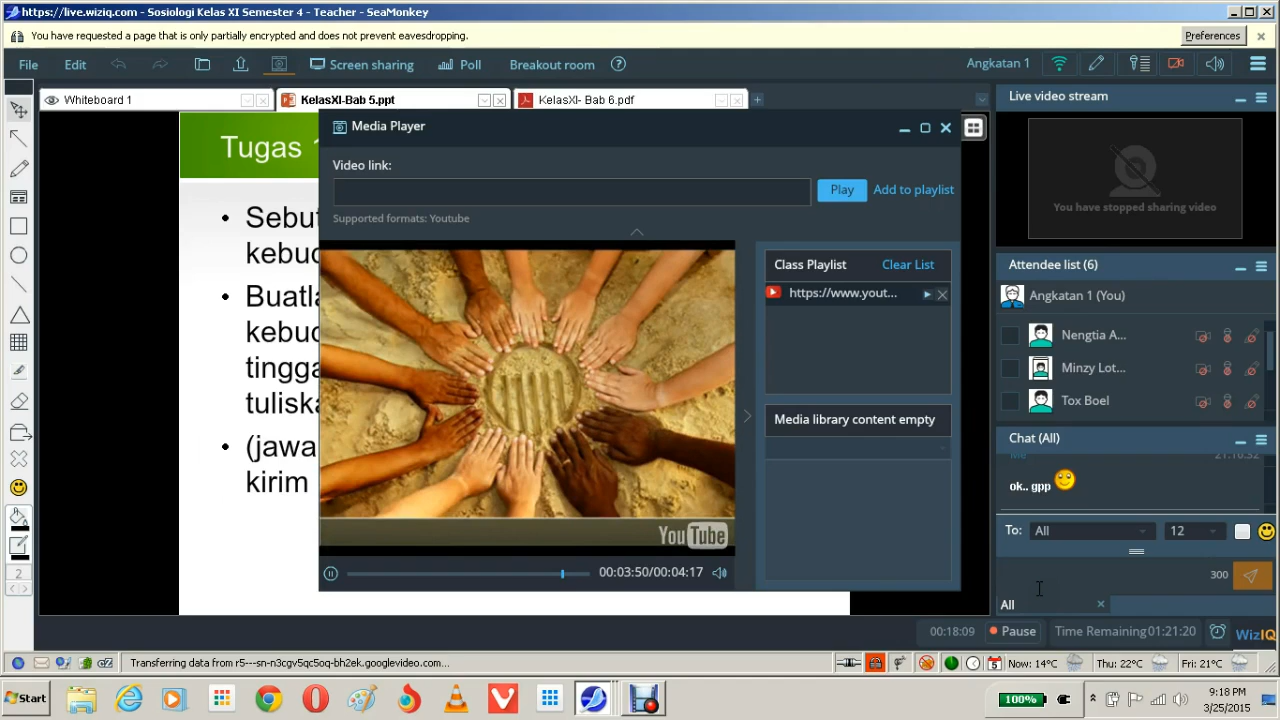 https://live.wiziq.com - Sosiologi Kelas XI Semester 4 - Teacher - SeaMonkey
You have requested a page that is only partially encrypted and does not prevent eavesdropping.
Preferences
File Edit Screen sharing Poll Breakout room
Angkatan 1
Whiteboard 1
KelasXI-Bab 5.ppt
KelasXI- Bab 6.pdf
Live video stream
You have stopped sharing video
Tugas
Sebut
Buatla
tingga
tuliska
(jawa
kirim
Media Player
Video link:
Play
Add to playlist
Supported formats: Youtube
YouTube
00:03:50/00:04:17
Class Playlist
Clear List
https://www.yout...
Media library content empty
Attendee list (6)
Angkatan 1 (You)
Nengtia A...
Minzy Lot...
Tox Boel
Chat (All)
Me 21:16:32
ok.. gpp
To: All 12
300
All
00:18:09 Pause Time Remaining01:21:20 WizIQ
Transferring data from r5---sn-n3cgv5qc5oq-bh2ek.googlevideo.com...
Now: 14°C Thu: 22°C Fri: 21°C
Start
100%
9:18 PM
3/25/2015
2